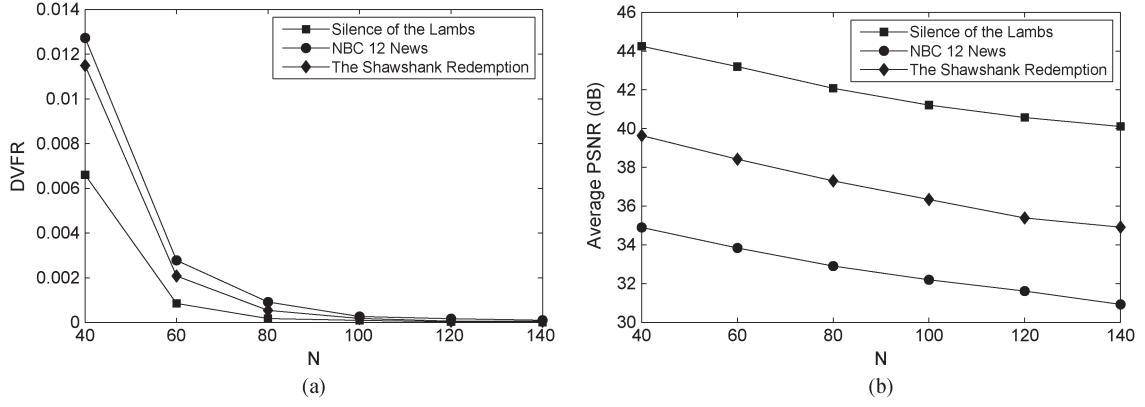 0.014
0.012
0.01
0.008
0.006
0.004
0.002
0
DVFR
40 60 80 100 120 140
N
Silence of the Lambs
NBC 12 News
The Shawshank Redemption
(a)
46
44
42
40
38
36
34
32
30
Average PSNR (dB)
40 60 80 100 120 140
N
Silence of the Lambs
NBC 12 News
The Shawshank Redemption
(b)